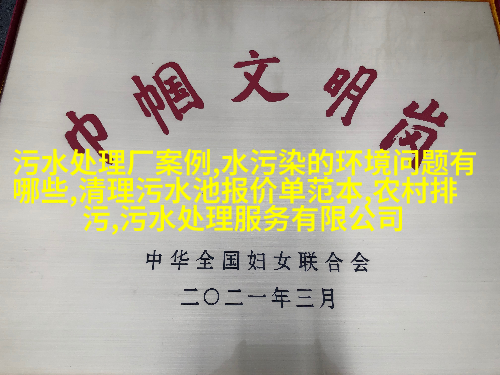 巾帼文明岗
污水处理厂案例,水污染的环境问题有
哪些,清理污水池报价单范本,农村排
污,污水处理服务有限公司
中华全国妇女联合会
二〇二一年三月